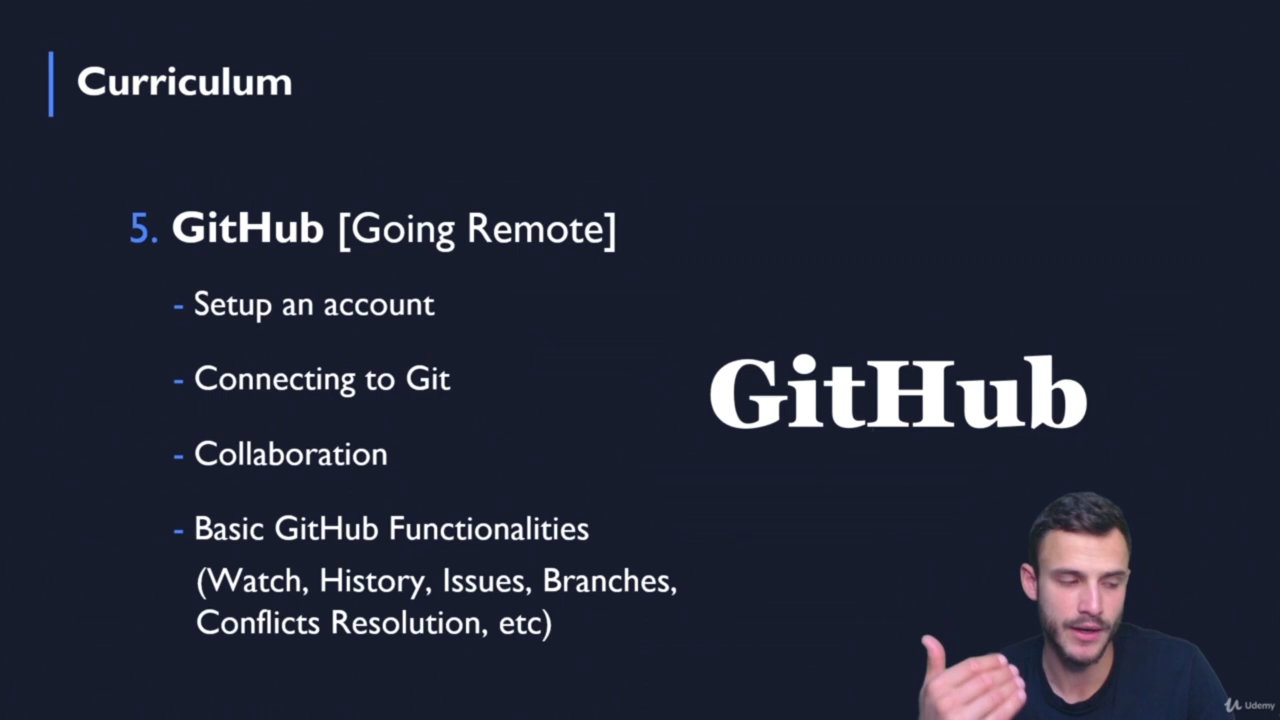 Curriculum
5. GitHub [Going Remote]
- Setup an account
- Connecting to Git
- Collaboration
- Basic GitHub Functionalities
(Watch, History, Issues, Branches,
Conflicts Resolution, etc)
GitHub
Udemy